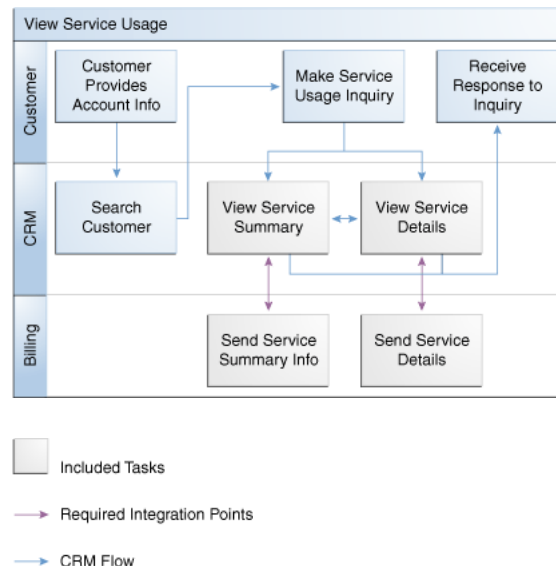 View Service Usage
Customer
Customer
Provides
Account Info
Make Service
Usage Inquiry
Receive
Response to
Inquiry
CRM
Search
Customer
View Service
Summary
View Service
Details
Billing
Send Service
Summary Info
Send Service
Details
Included Tasks
Required Integration Points
CRM Flow